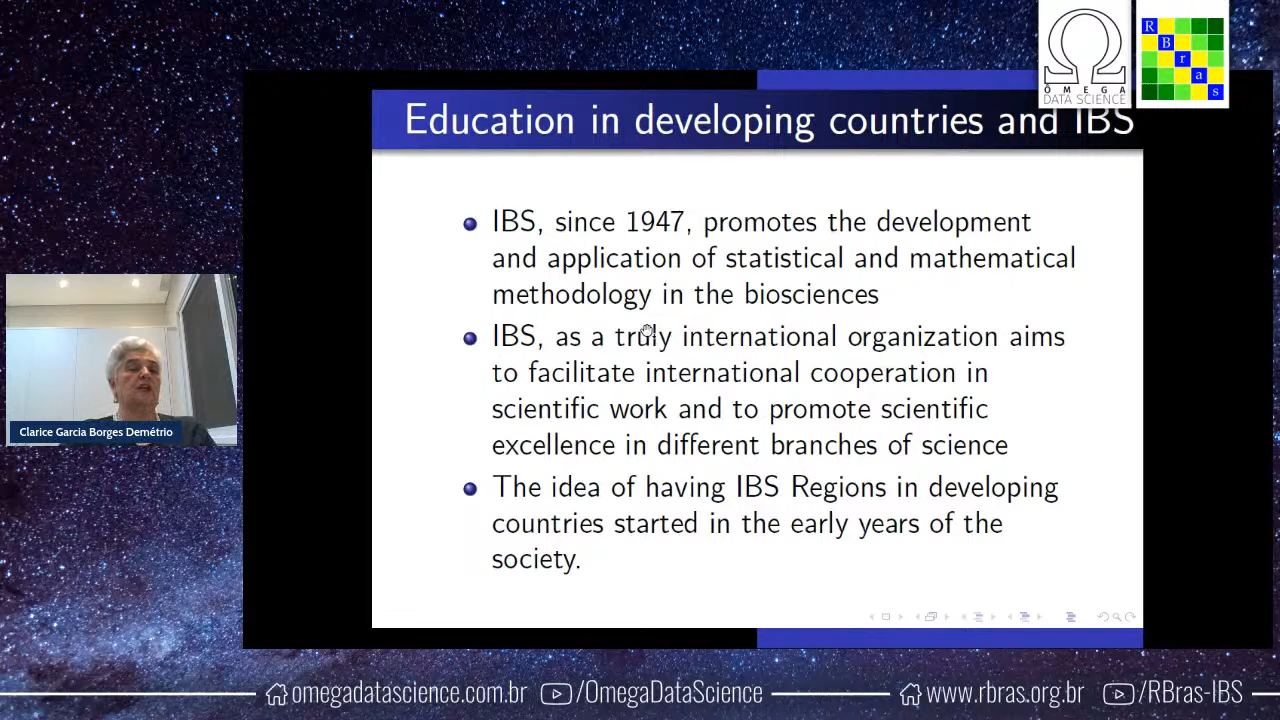 Ω
ÔMEGA
DATA SCIENCE
R
B
r
a
s
Education in developing countries and IBS
IBS, since 1947, promotes the development
and application of statistical and mathematical
methodology in the biosciences
IBS, as a truly international organization aims
to facilitate international cooperation in
scientific work and to promote scientific
excellence in different branches of science
The idea of having IBS Regions in developing
countries started in the early years of the
society.
Clarice Garcia Borges Demétrio
omegadatascience.com.br /OmegaDataScience www.rbras.org.br /RBras-IBS